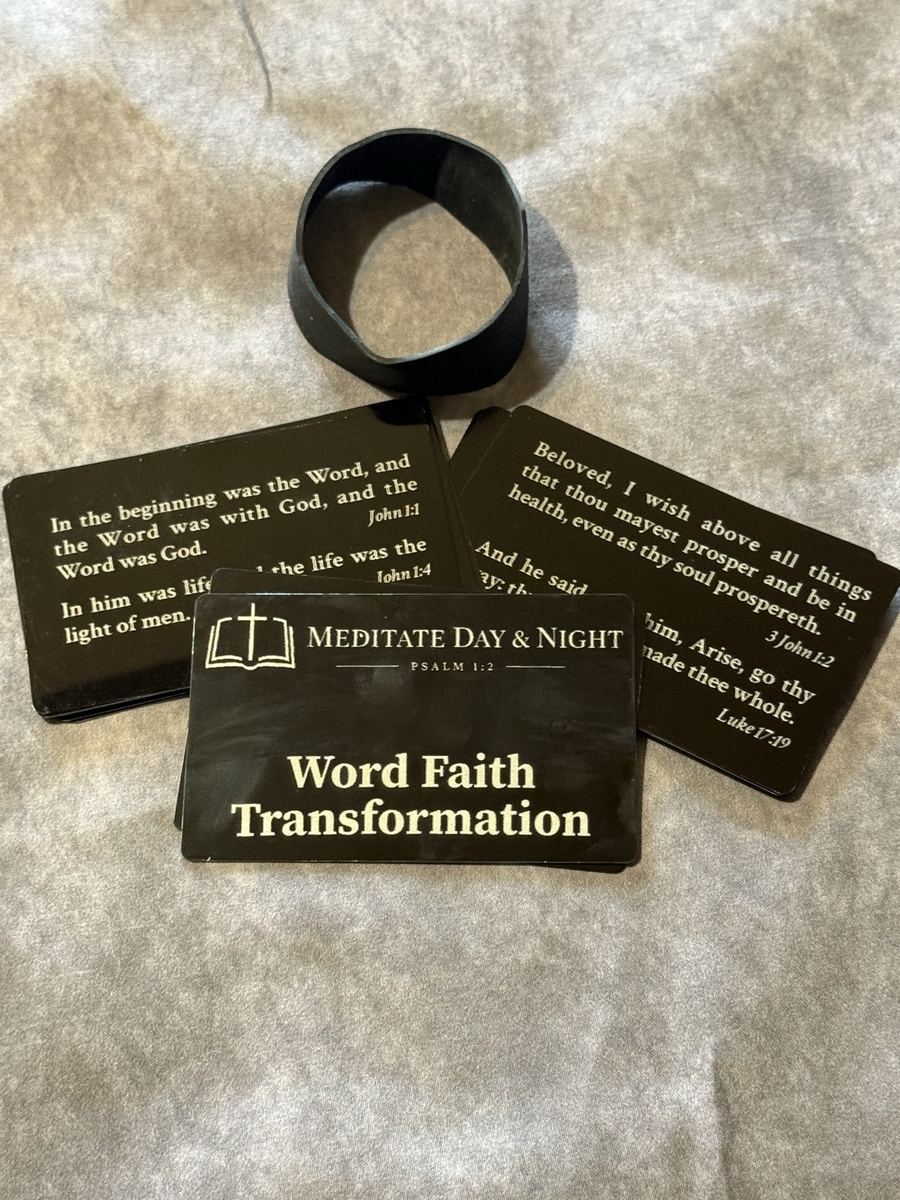 In the beginning was the Word, and
the Word was with God, and the
Word was God.
John 1:1
In him was life the life was the
light of men.
John 1:4
Beloved, I wish above all things
that thou mayest prosper and be in
health, even as thy soul prospereth.
3 John 1:2
And he said him, Arise, go thy
made thee whole.
Luke 17:19
MEDITATE DAY & NIGHT
PSALM 1:2
Word Faith
Transformation